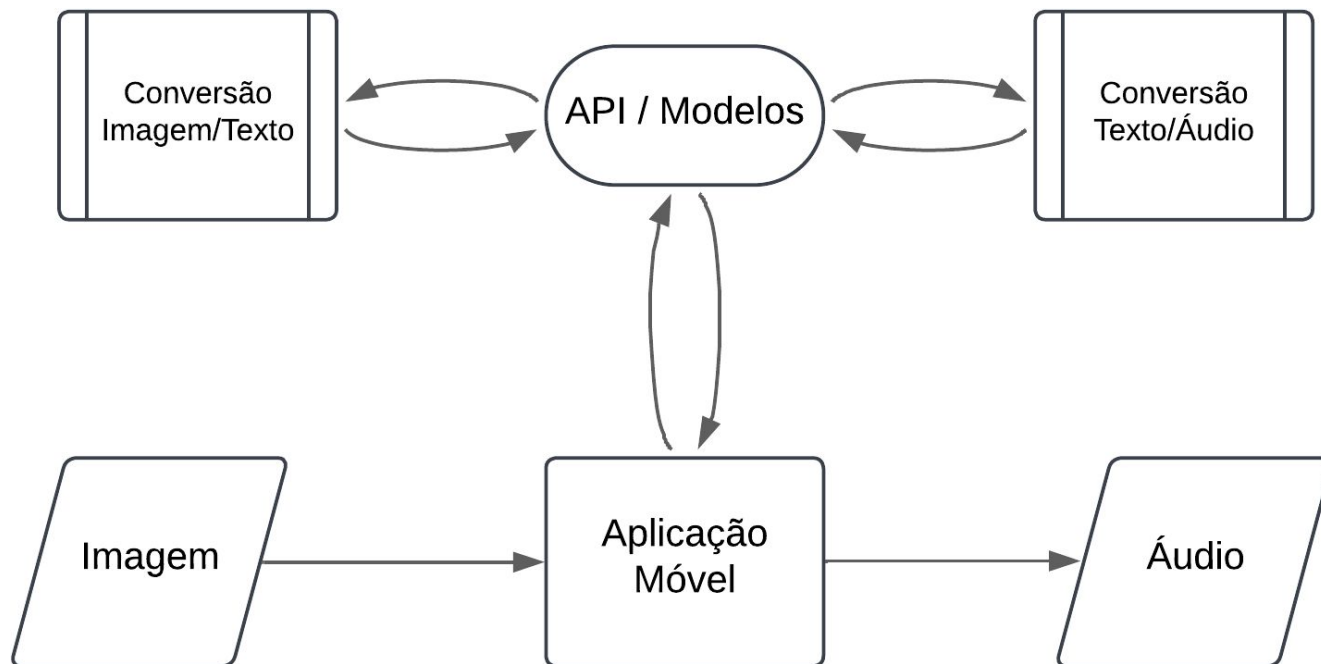 Conversão
Imagem/Texto
API / Modelos
Conversão
Texto/Áudio
Imagem
Aplicação
Móvel
Áudio